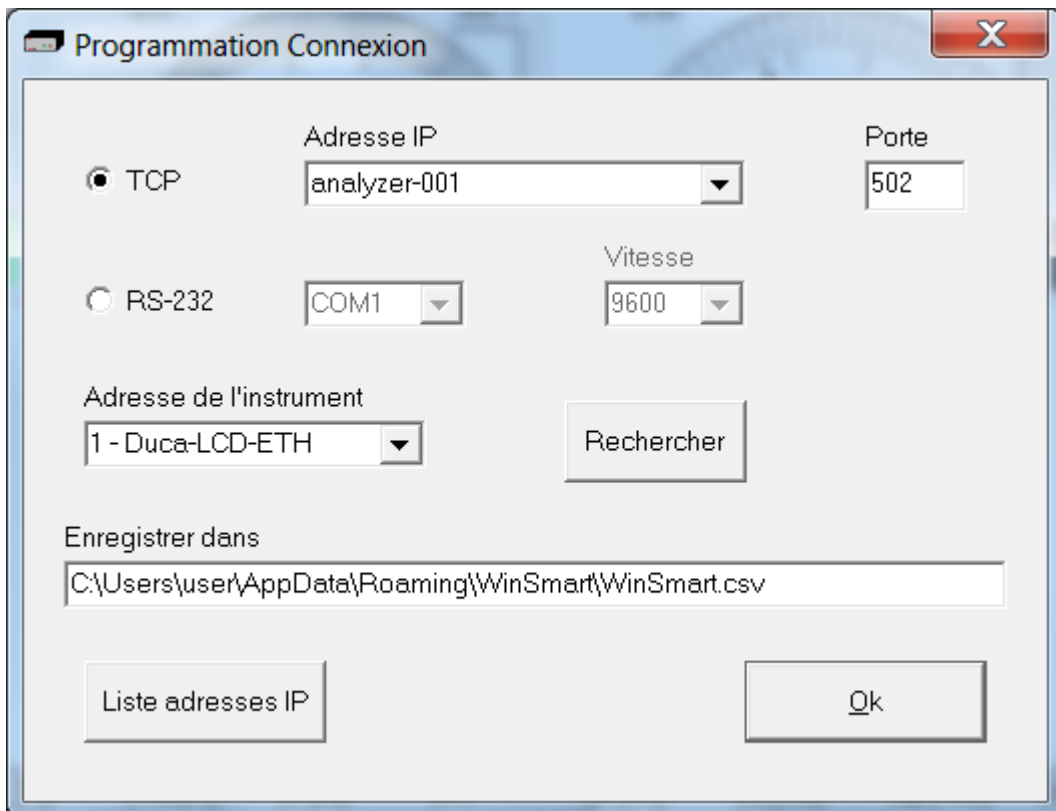 Programmation Connexion
Adresse IP
Porte
TCP
analyzer-001
502
Vitesse
RS-232
COM1
9600
Adresse de l'instrument
1 - Duca-LCD-ETH
Rechercher
Enregistrer dans
C:\Users\user\AppData\Roaming\WinSmart\WinSmart.csv
Liste adresses IP
Ok